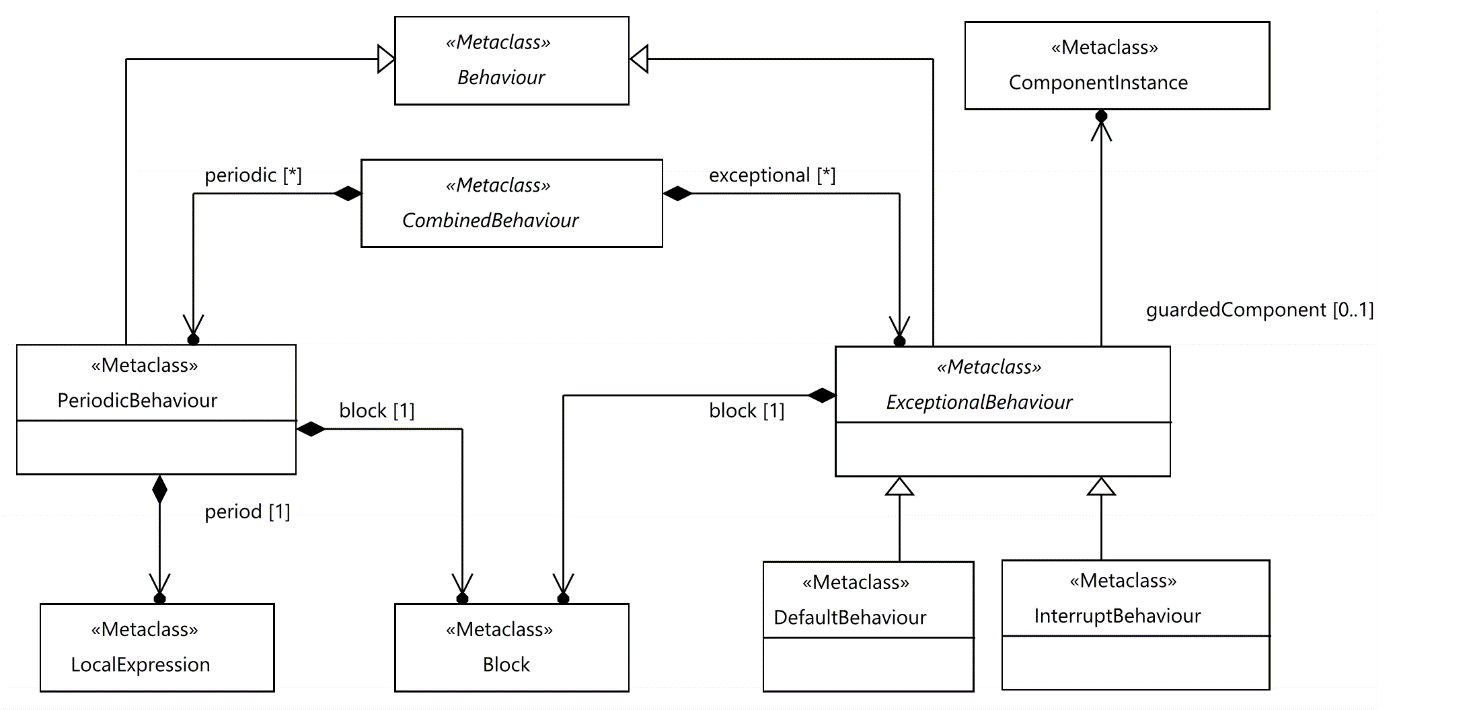 «Metaclass»
Behaviour
«Metaclass»
ComponentInstance
periodic [*]
«Metaclass»
CombinedBehaviour
exceptional [*]
guardedComponent [0..1]
«Metaclass»
PeriodicBehaviour
block [1]
block [1]
«Metaclass»
ExceptionalBehaviour
period [1]
«Metaclass»
LocalExpression
«Metaclass»
Block
«Metaclass»
DefaultBehaviour
«Metaclass»
InterruptBehaviour